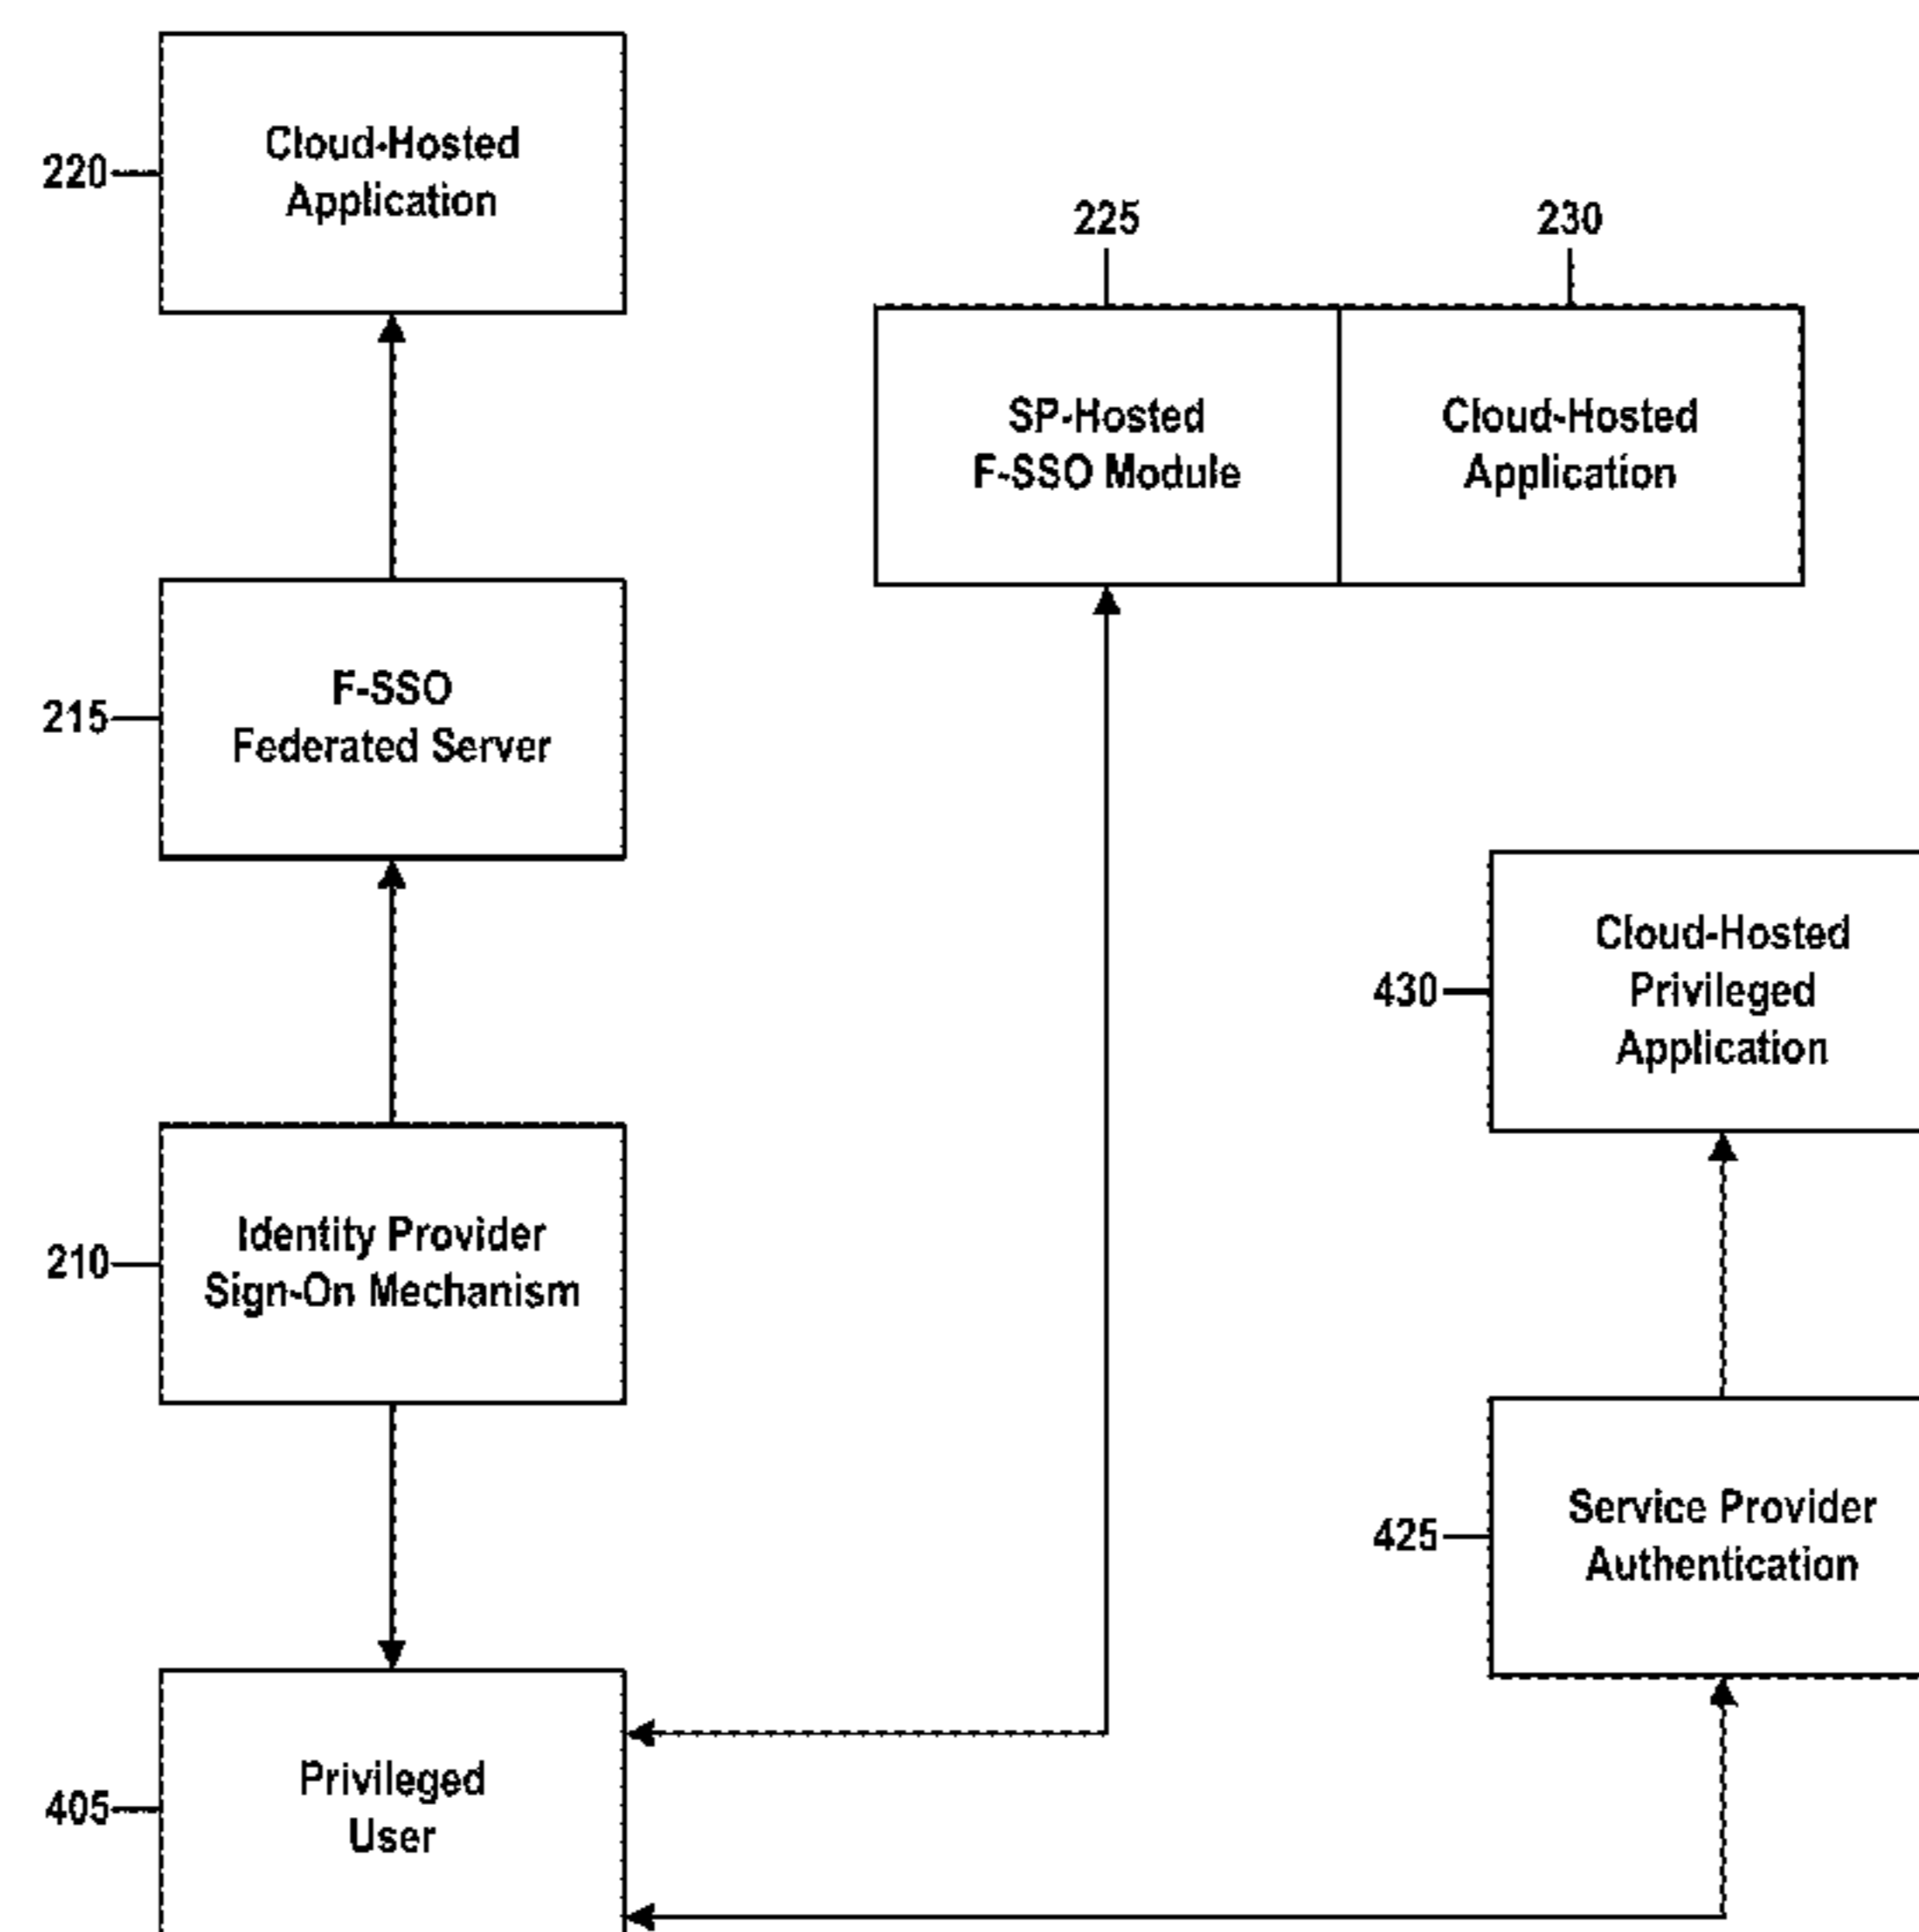 220
Cloud-Hosted
Application
225
230
SP-Hosted
F-SSO Module
Cloud-Hosted
Application
215
F-SSO
Federated Server
430
Cloud-Hosted
Privileged
Application
210
Identity Provider
Sign-On Mechanism
425
Service Provider
Authentication
405
Privileged
User